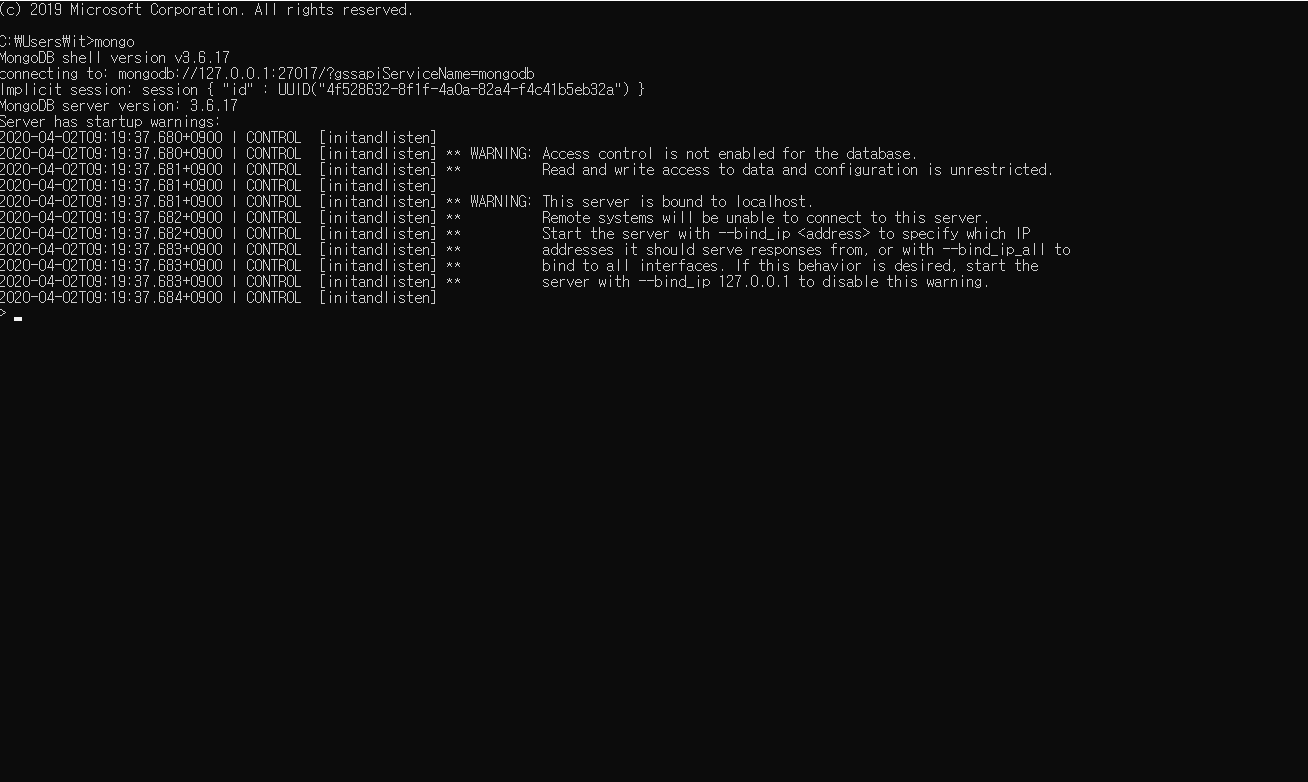 (c) 2019 Microsoft Corporation. All rights reserved.
C:₩Users₩it>mongo
MongoDB shell version v3.6.17
connecting to: mongodb://127.0.0.1:27017/?gssapiServiceName=mongodb
Implicit session: session { "id" : UUID("4f528632-8f1f-4a0a-82a4-f4c41b5eb32a") }
MongoDB server version: 3.6.17
Server has startup warnings:
2020-04-02T09:19:37.680+0900 I CONTROL  [initandlisten]
2020-04-02T09:19:37.680+0900 I CONTROL  [initandlisten] ** WARNING: Access control is not enabled for the database.
2020-04-02T09:19:37.681+0900 I CONTROL  [initandlisten] **          Read and write access to data and configuration is unrestricted.
2020-04-02T09:19:37.681+0900 I CONTROL  [initandlisten]
2020-04-02T09:19:37.681+0900 I CONTROL  [initandlisten] ** WARNING: This server is bound to localhost.
2020-04-02T09:19:37.682+0900 I CONTROL  [initandlisten] **          Remote systems will be unable to connect to this server.
2020-04-02T09:19:37.682+0900 I CONTROL  [initandlisten] **          Start the server with --bind_ip <address> to specify which IP
2020-04-02T09:19:37.683+0900 I CONTROL  [initandlisten] **          addresses it should serve responses from, or with --bind_ip_all to
2020-04-02T09:19:37.683+0900 I CONTROL  [initandlisten] **          bind to all interfaces. If this behavior is desired, start the
2020-04-02T09:19:37.683+0900 I CONTROL  [initandlisten] **          server with --bind_ip 127.0.0.1 to disable this warning.
2020-04-02T09:19:37.684+0900 I CONTROL  [initandlisten]
>